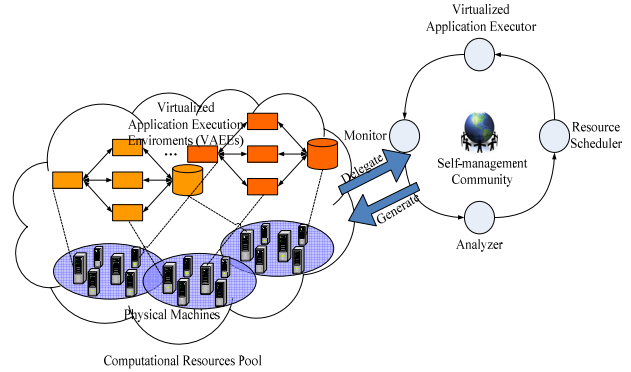 Virtualized
Application Executor
Virtualized
Application Execution
Enviroments (VAEEs)
...
Monitor
Resource
Scheduler
Self-management
Community
Delegate
Generate
Analyzer
Physical Machines
Computational Resources Pool